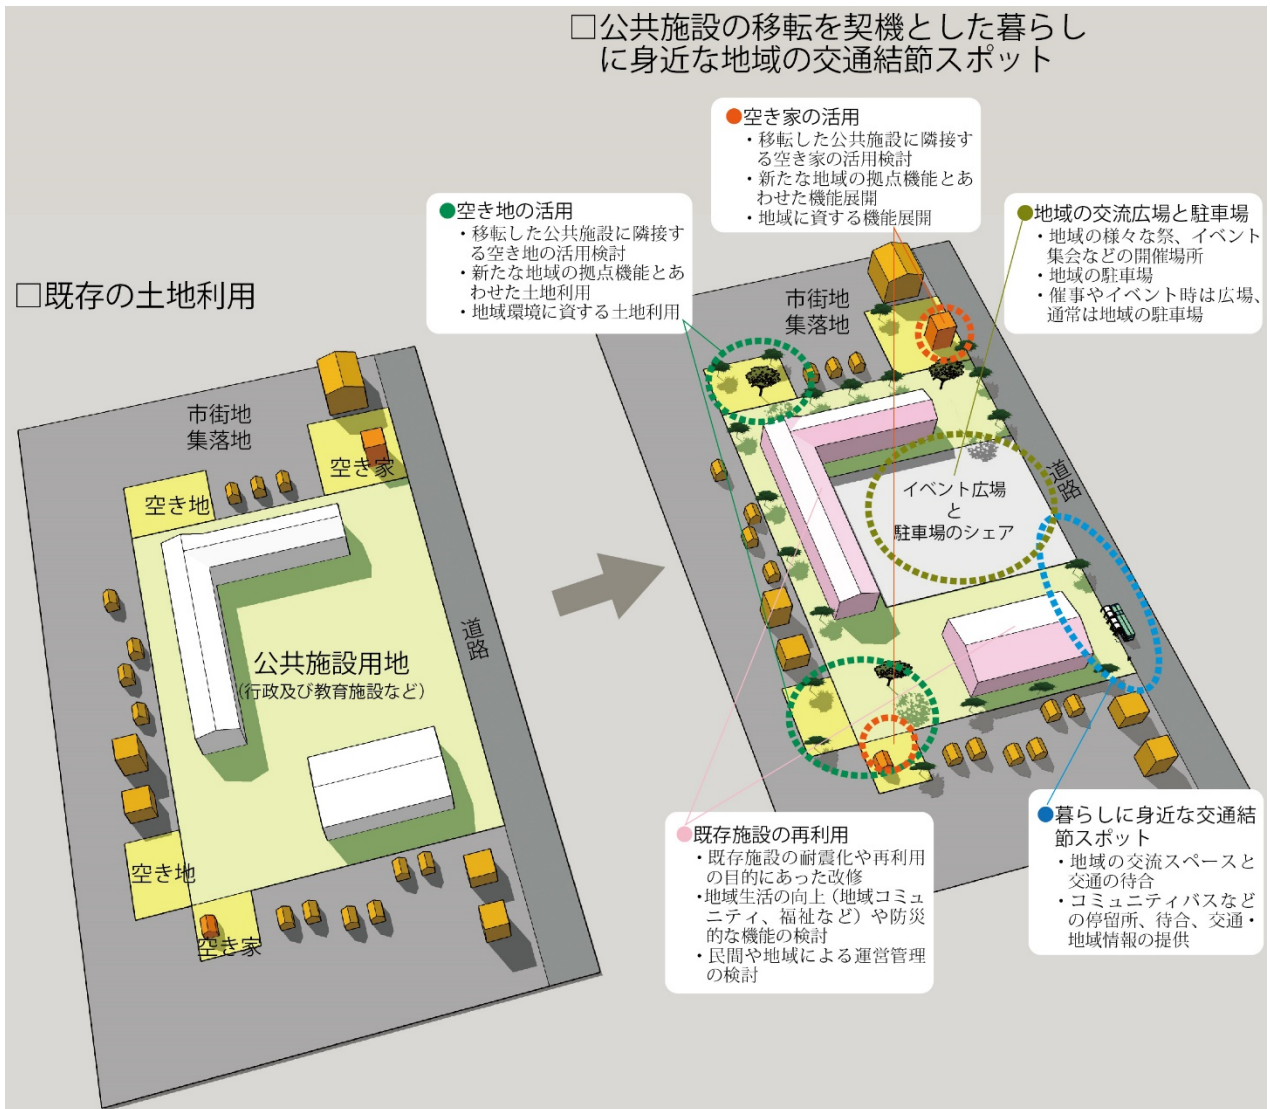 □公共施設の移転を契機とした暮らし
に身近な地域の交通結節スポット
●空き家の活用
・移転した公共施設に隣接す
る空き家の活用検討
・新たな地域の拠点機能とあ
わせた機能展開
・地域に資する機能展開
●空き地の活用
・移転した公共施設に隣接す
る空き地の活用検討
・新たな地域の拠点機能とあ
わせた土地利用
・地域環境に資する土地利用
●地域の交流広場と駐車場
・地域の様々な祭、イベント
集会などの開催場所
・地域の駐車場
・催事やイベント時は広場、
通常は地域の駐車場
□既存の土地利用
市街地
集落地
空き家
空き地
道路
公共施設用地
(行政及び教育施設など)
空き地
空き家
市街地
集落地
道路
イベント広場
と
駐車場のシェア
●既存施設の再利用
・既存施設の耐震化や再利用
の目的にあった改修
・地域生活の向上（地域コミュ
ニティ、福祉など）や防災
的な機能の検討
・民間や地域による運営管理
の検討
●暮らしに身近な交通結
節スポット
・地域の交流スペースと
交通の待合
・コミュニティバスなど
の停留所、待合、交通・
地域情報の提供